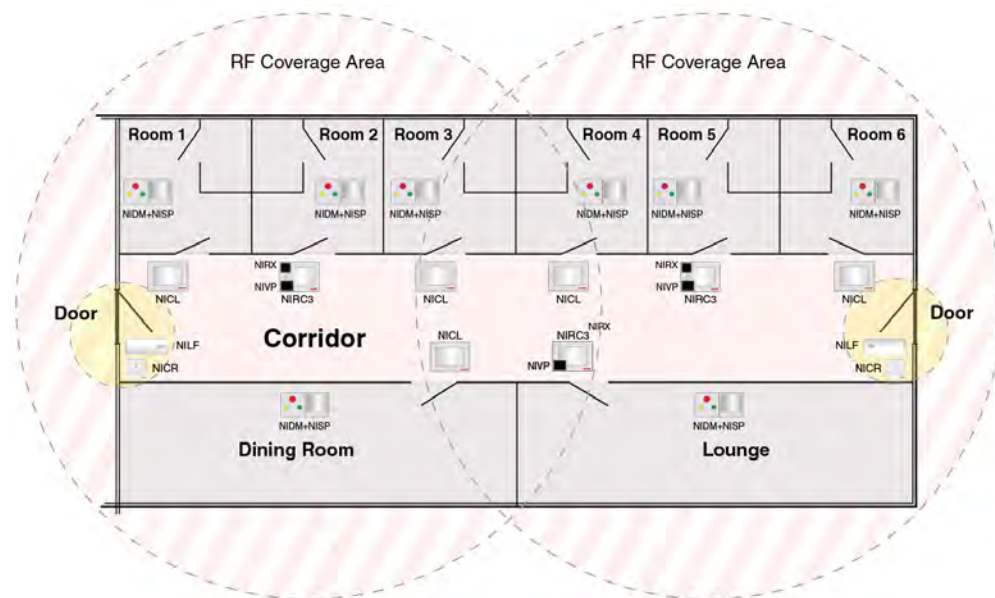 RF Coverage Area
RF Coverage Area
Room 1
Room 2
Room 3
Room 4
Room 5
Room 6
NIDM+NISP
NIDM+NISP
NIDM+NISP
NIDM+NISP
NIDM+NISP
NIDM+NISP
NICL
NIRX
NIVP
NIRC3
NICL
NICL
NIRX
NIVP
NIRC3
NICL
Door
NILF
NICR
Corridor
NICL
NIRX
NIRC3
NIVP
Door
NILF
NICR
NIDM+NISP
Dining Room
NIDM+NISP
Lounge